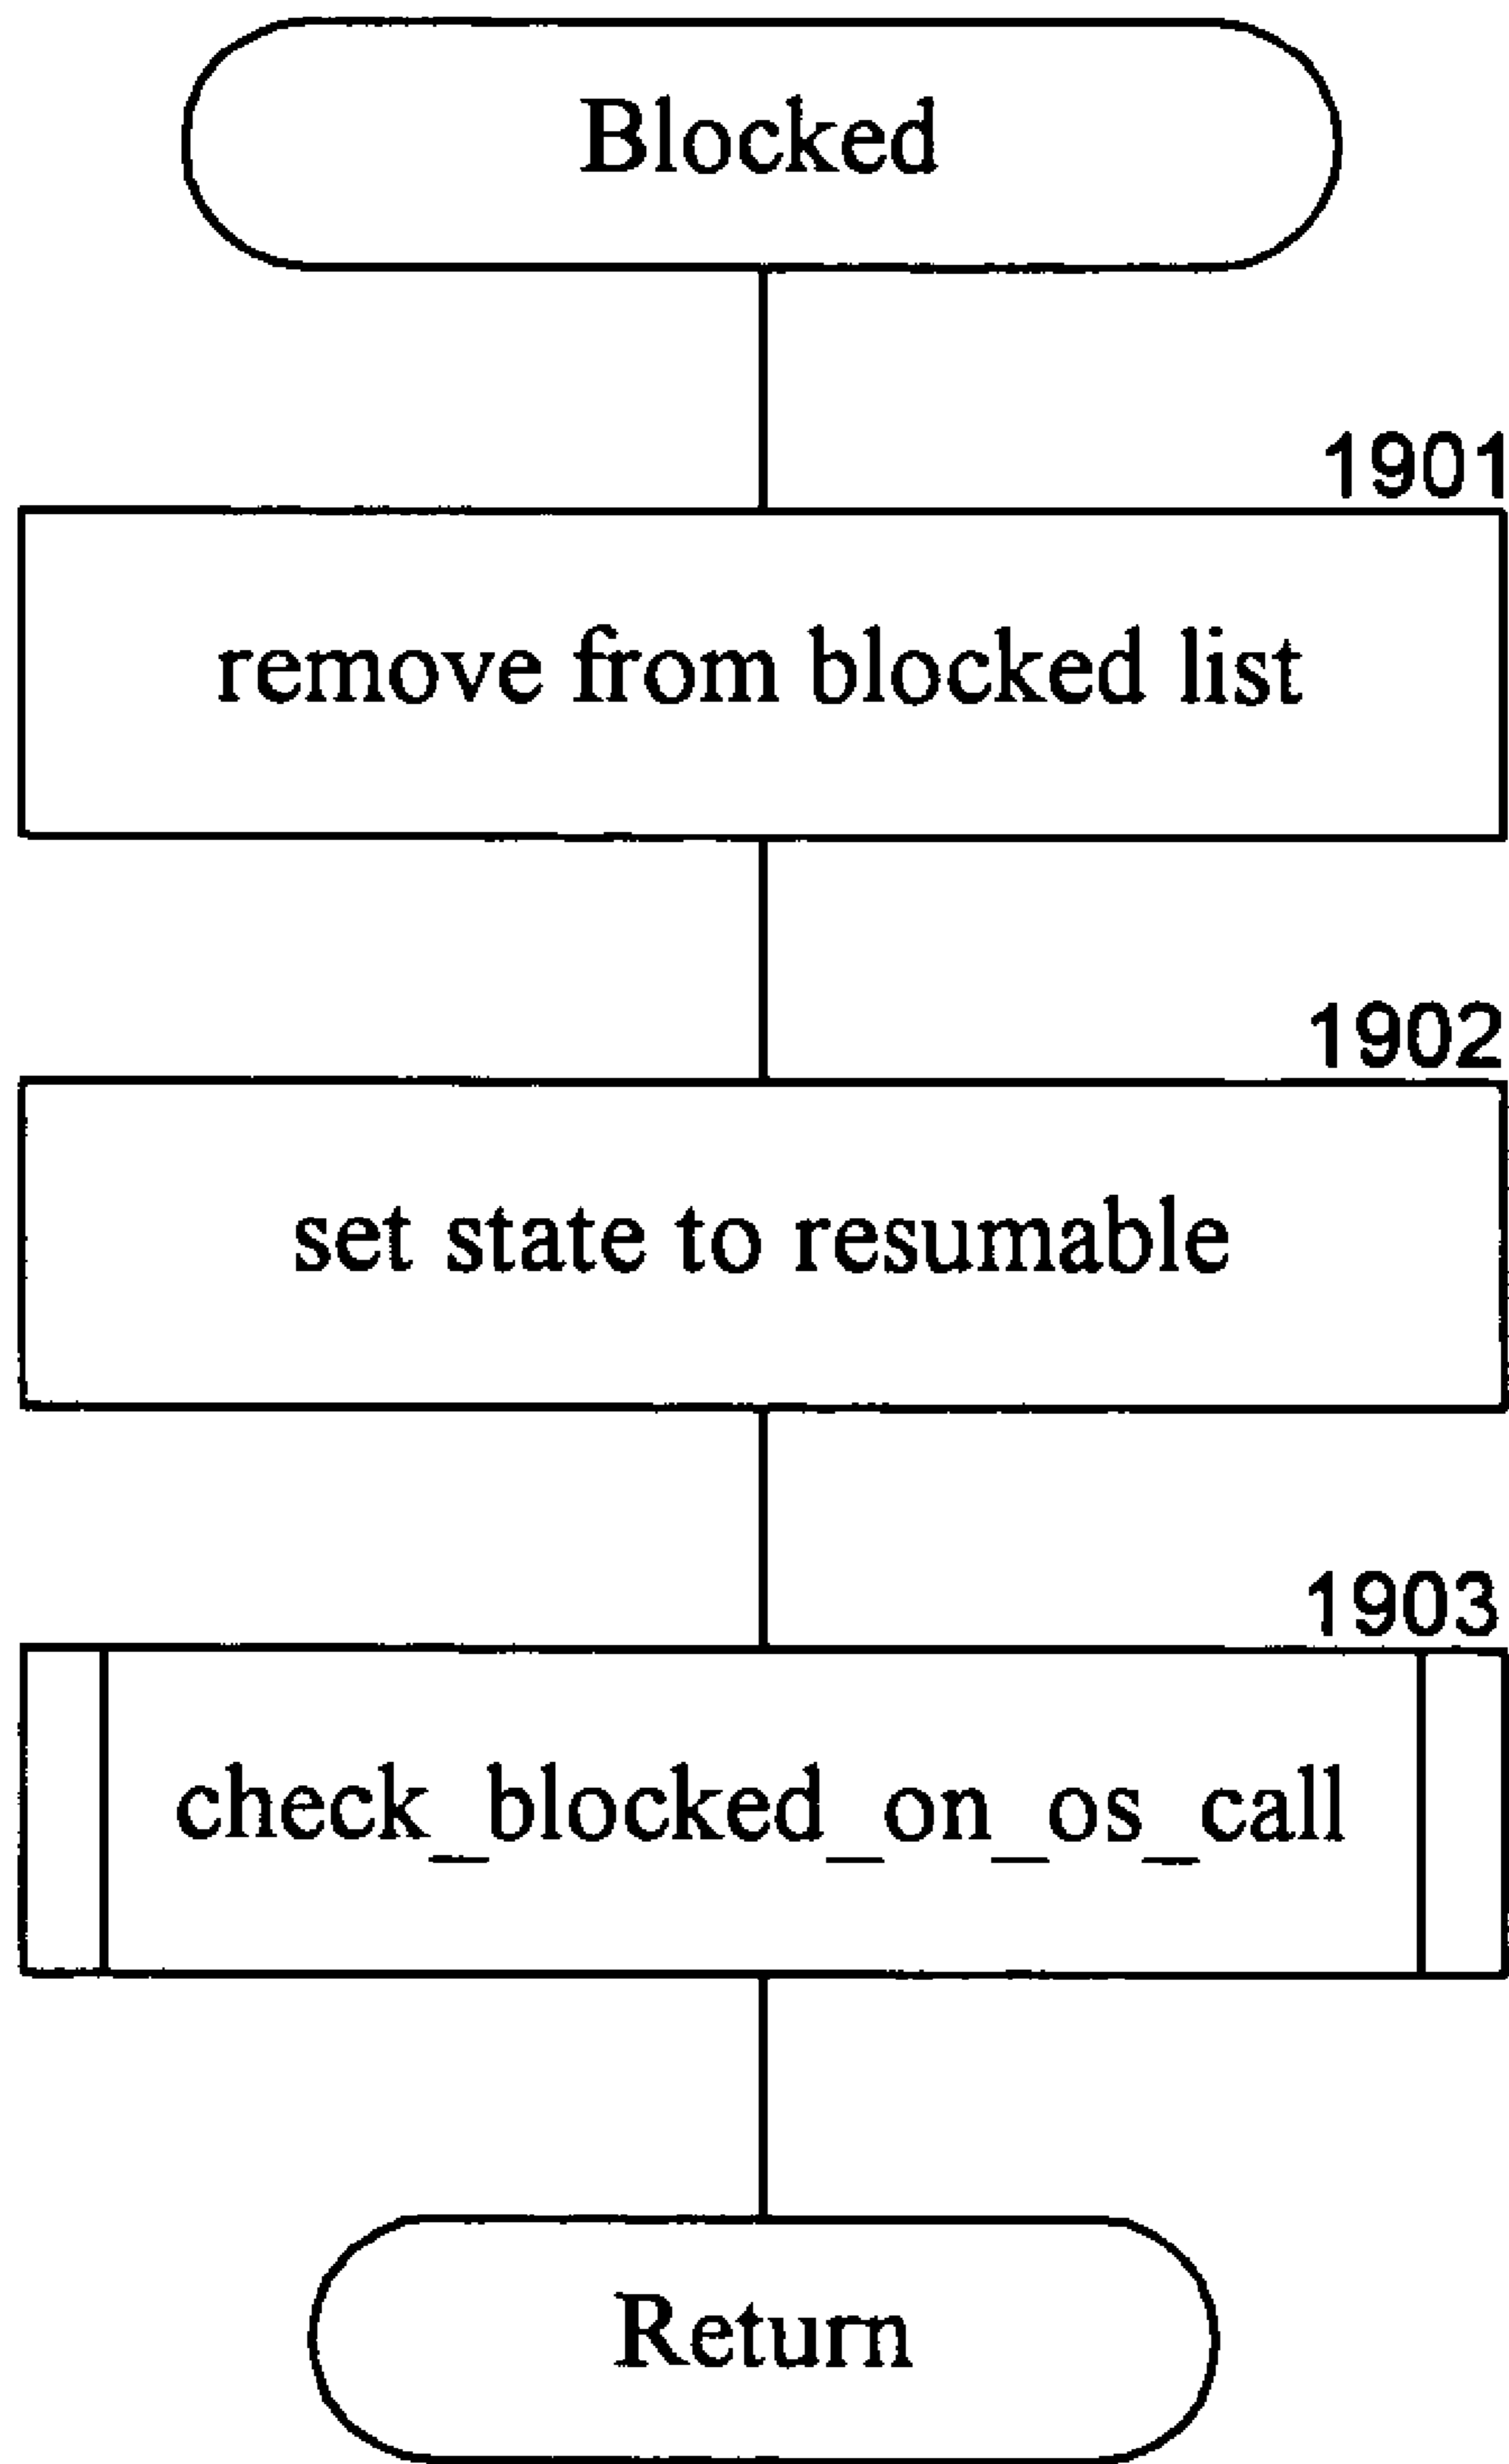 Blocked
1901
remove from blocked list
1902
set state to resumable
1903
check_blocked_on_os_call
Return